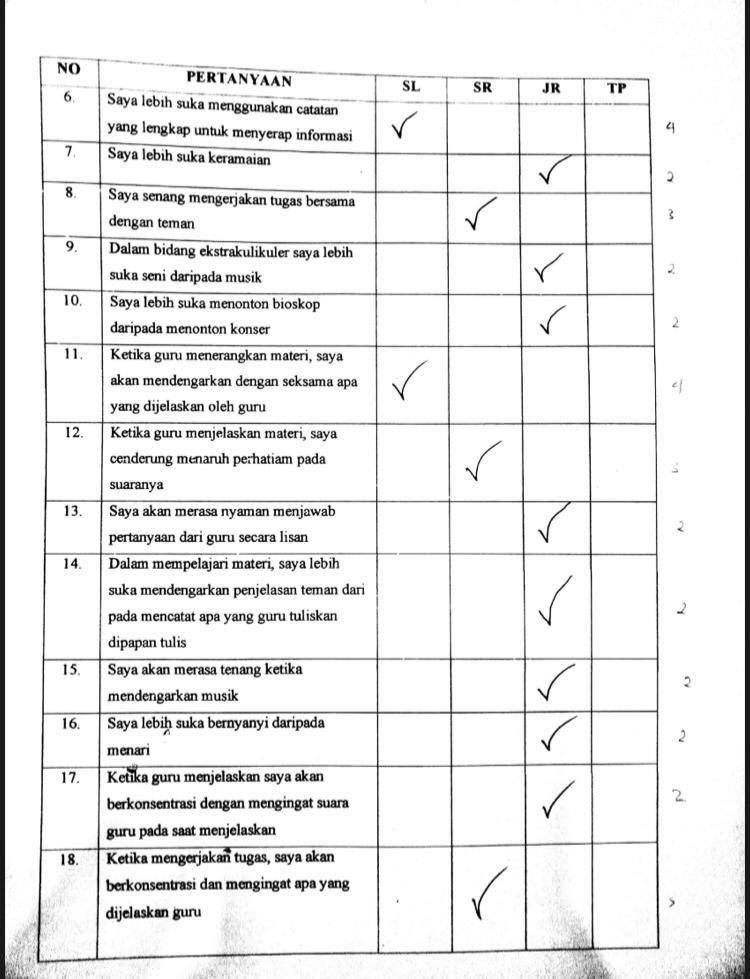 NO PERTANYAAN SL SR JR TP
6. Saya lebih suka menggunakan catatan
yang lengkap untuk menyerap informasi ✓ 4
7. Saya lebih suka keramaian ✓ 2
8. Saya senang mengerjakan tugas bersama ✓ 3
dengan teman
9. Dalam bidang ekstrakulikuler saya lebih
suka seni daripada musik ✓ 2
10. Saya lebih suka menonton bioskop ✓ 2
daripada menonton konser
11. Ketika guru menerangkan materi, saya
akan mendengarkan dengan seksama apa ✓ 4
yang dijelaskan oleh guru
12. Ketika guru menjelaskan materi, saya
cenderung menaruh perhatiam pada ✓
suaranya
13. Saya akan merasa nyaman menjawab ✓ 2
pertanyaan dari guru secara lisan
14. Dalam mempelajari materi, saya lebih
suka mendengarkan penjelasan teman dari
pada mencatat apa yang guru tuliskan ✓ 2
dipapan tulis
15. Saya akan merasa tenang ketika
mendengarkan musik ✓ 2
16. Saya lebih suka bernyanyi daripada ✓ 2
menari
17. Ketika guru menjelaskan saya akan
berkonsentrasi dengan mengingat suara ✓ 2
guru pada saat menjelaskan
18. Ketika mengerjakan tugas, saya akan
berkonsentrasi dan mengingat apa yang ✓
dijelaskan guru